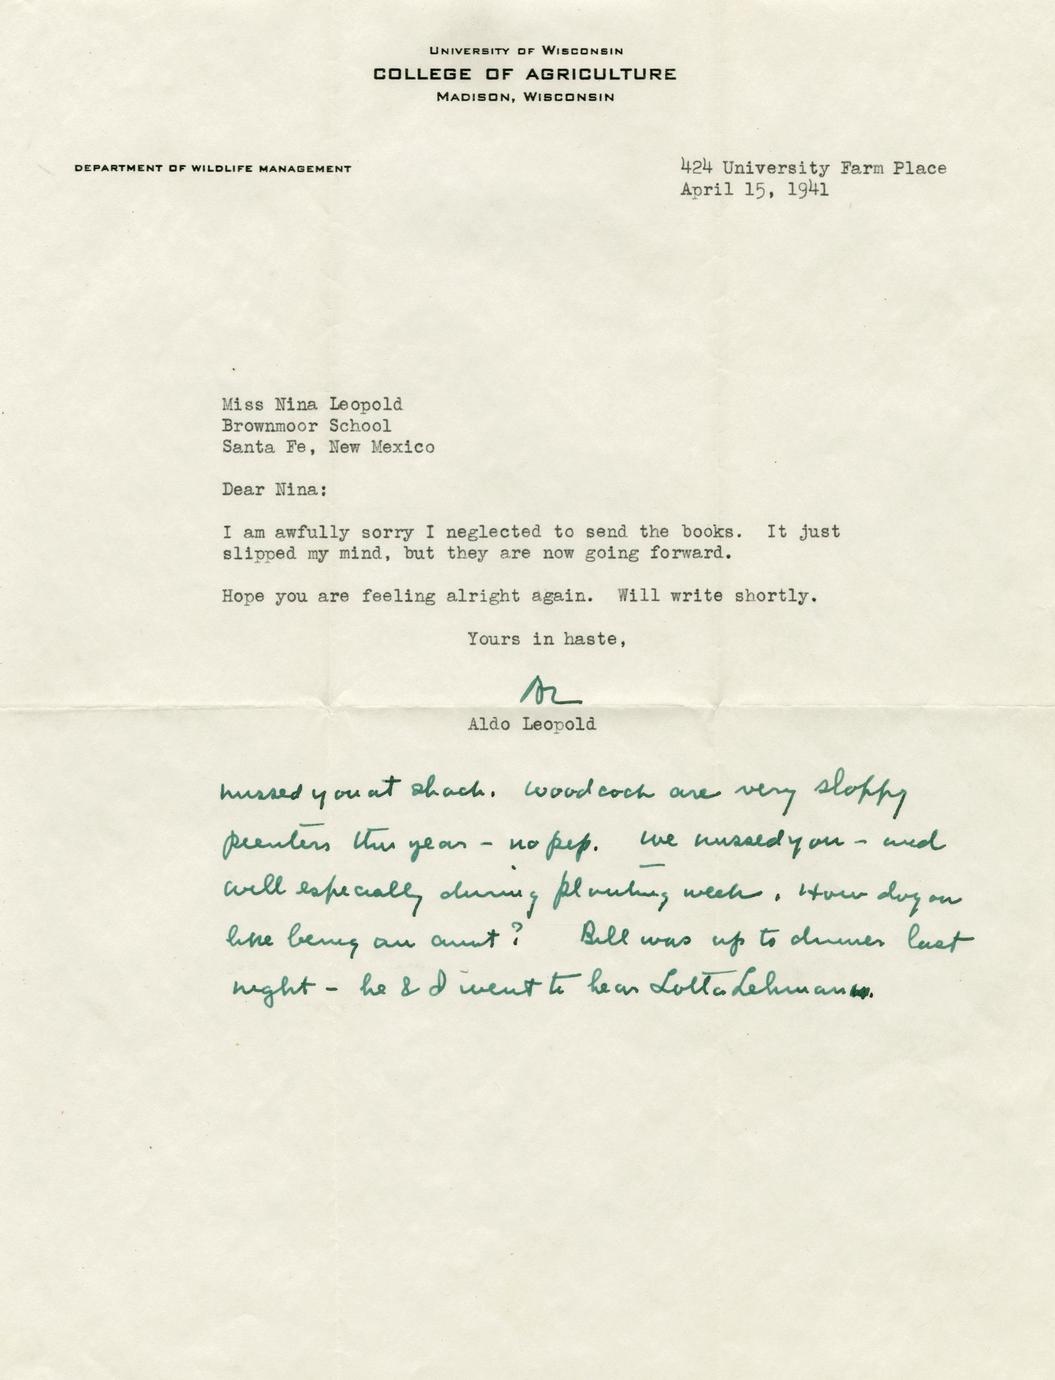 University of Wisconsin
COLLEGE OF AGRICULTURE
Madison, Wisconsin
DEPARTMENT OF WILDLIFE MANAGEMENT
424 University Farm Place
April 15, 1941
Miss Nina Leopold
Brownmoor School
Santa Fe, New Mexico
Dear Nina:
I am awfully sorry I neglected to send the books. It just
slipped my mind, but they are now going forward.
Hope you are feeling alright again. Will write shortly.
Yours in haste,
AL
Aldo Leopold
missed you at shack. Woodcock are very sloppy
peenters this year – no pep. We missed you – and
will especially during planting week. How do you
like being an aunt? Bill was up to dinner last
night – he & I went to hear Lotta Lehmann.